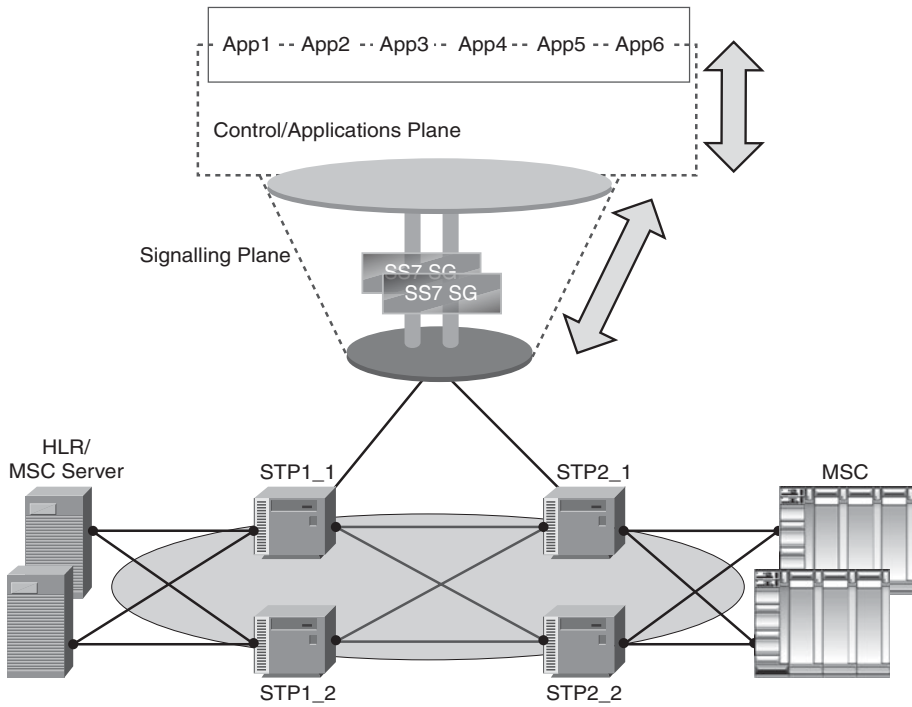 App1 App2 App3 App4 App5 App6
Control/Applications Plane
Signalling Plane
SS7 SG
SS7 SG
HLR/
MSC Server
STP1_1
STP2_1
MSC
STP1_2
STP2_2